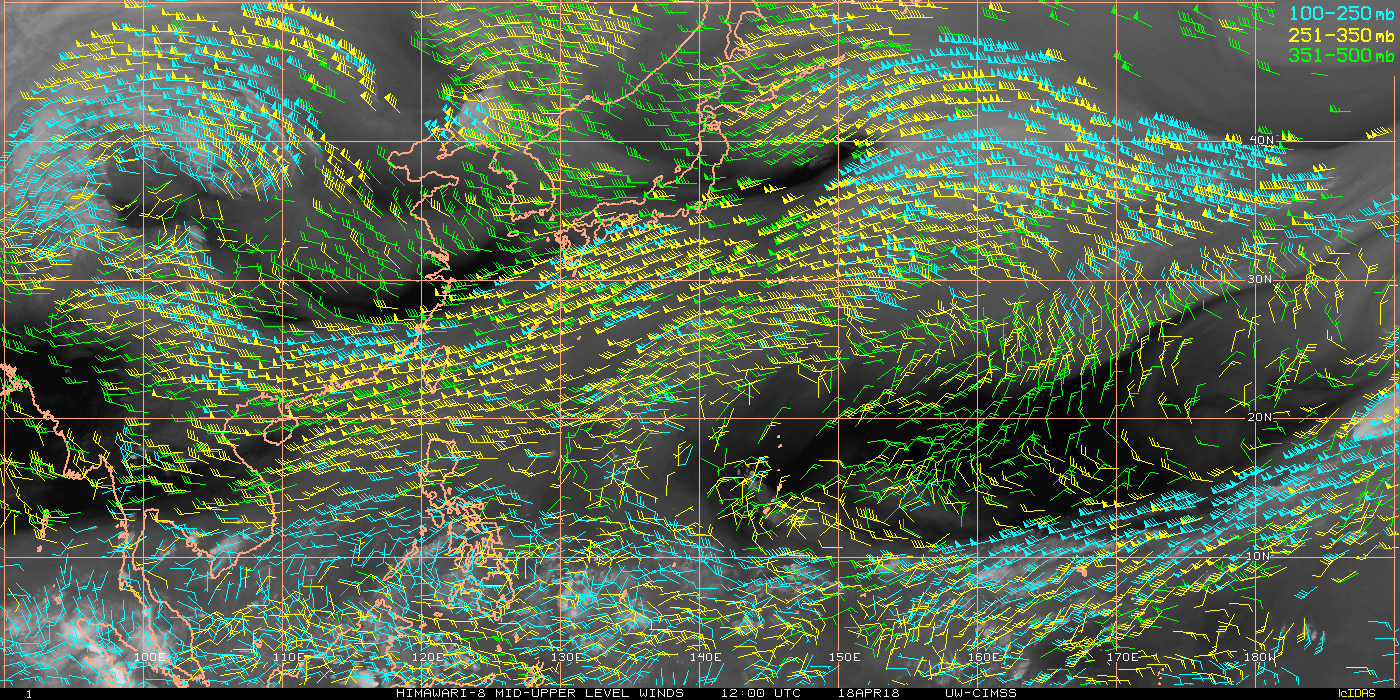 100-250 mb
251-350 mb
351-500 mb
40N
30N
20N
10N
100E 110E 120E 130E 140E 150E 160E 170E 180W
1 HIMAWARI-8 MID-UPPER LEVEL WINDS 12:00 UTC 18APR18 UW-CIMSS McIDAS